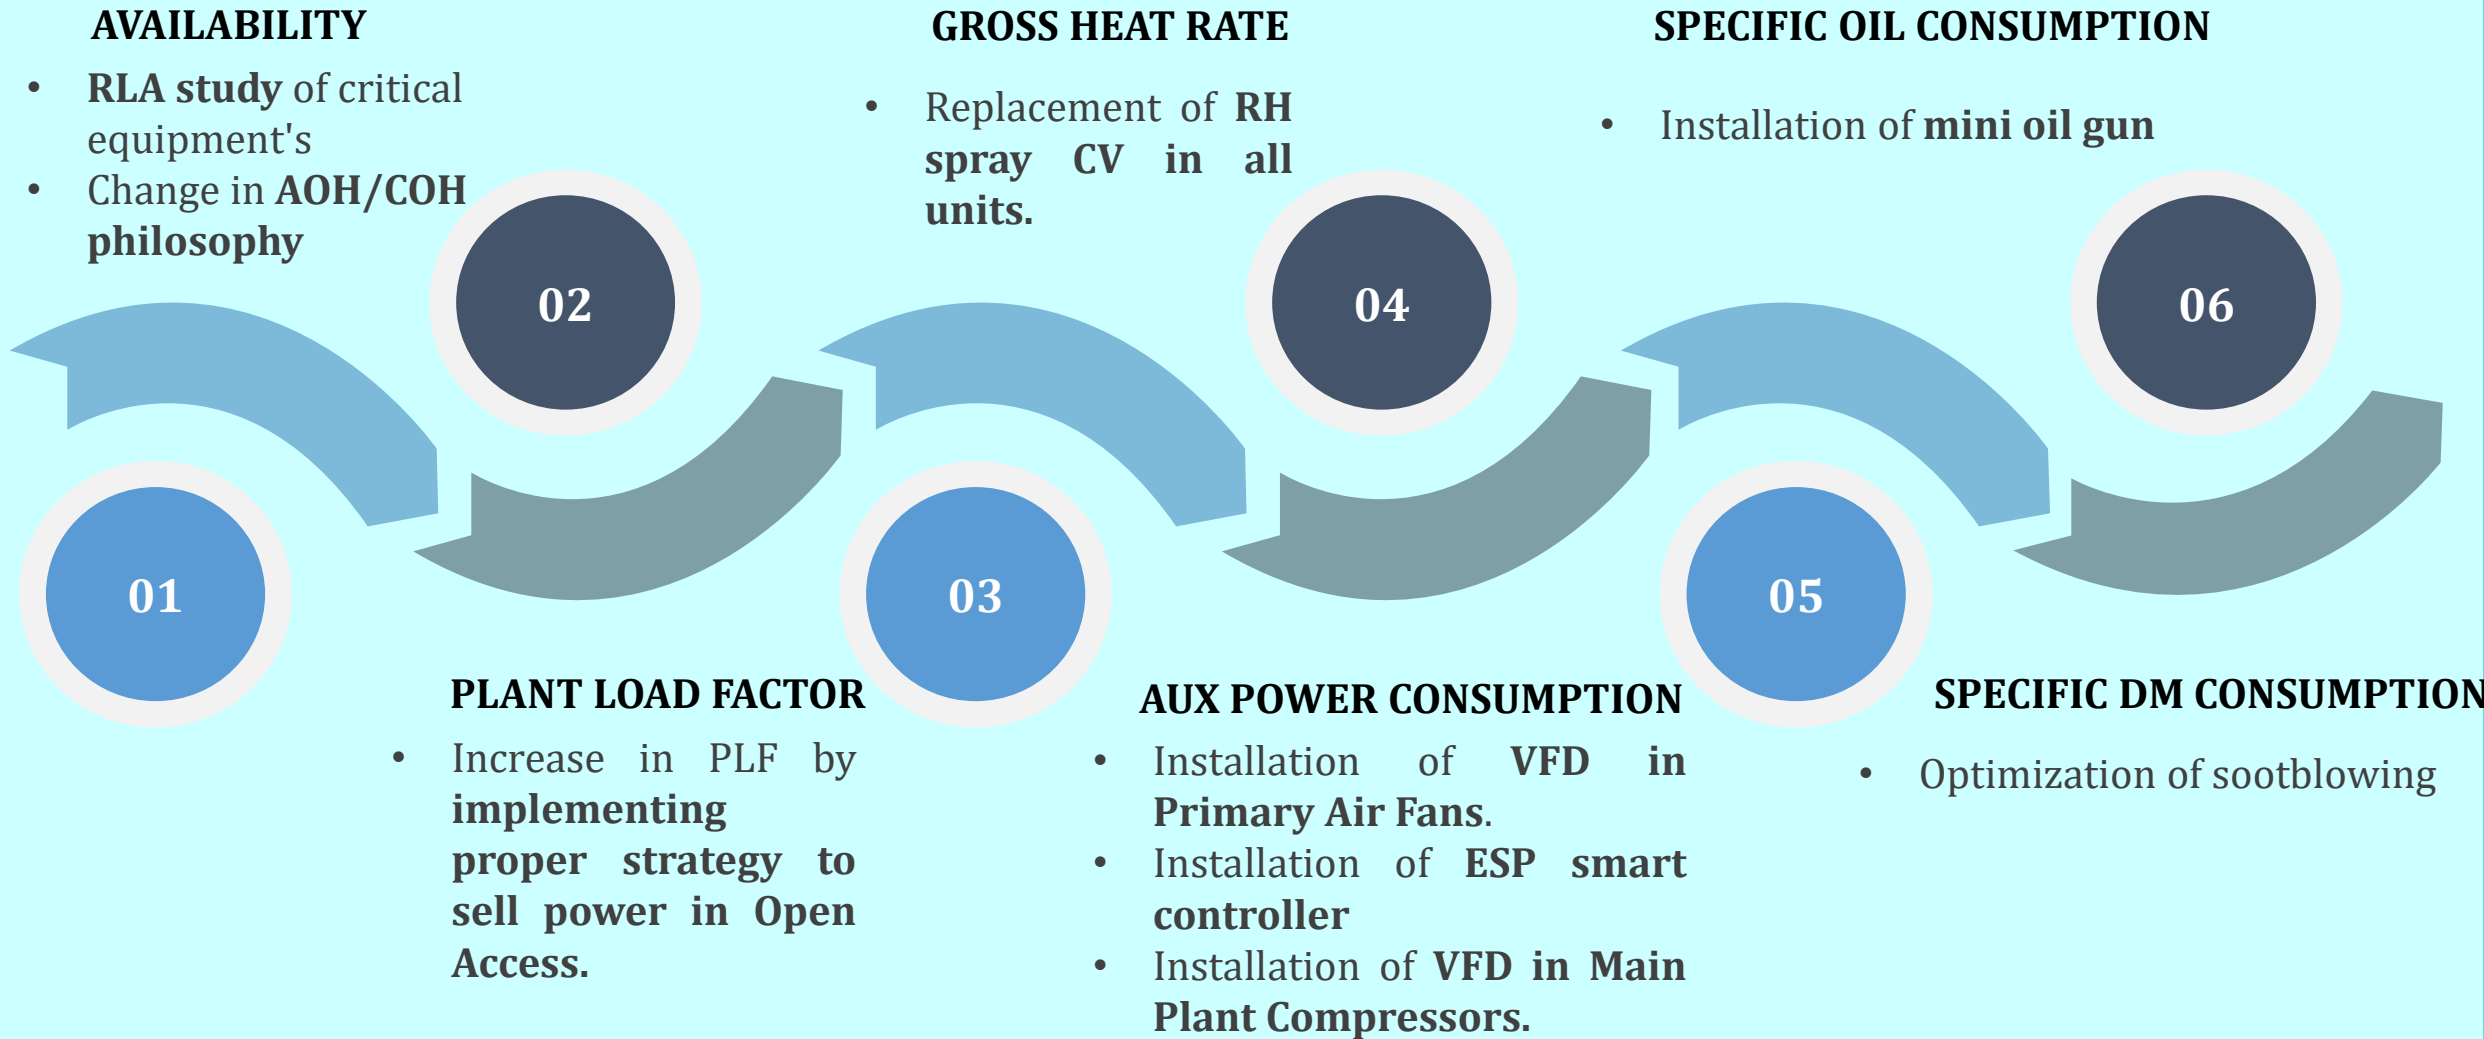 AVAILABILITY
• RLA study of critical
equipment's
• Change in AOH/COH
philosophy
01
02
PLANT LOAD FACTOR
• Increase in PLF by
implementing
proper strategy to
sell power in Open
Access.
GROSS HEAT RATE
• Replacement of RH
spray CV in all
units.
03
04
AUX POWER CONSUMPTION
• Installation of VFD in
Primary Air Fans.
• Installation of ESP smart
controller
• Installation of VFD in Main
Plant Compressors.
SPECIFIC OIL CONSUMPTION
• Installation of mini oil gun
05
06
SPECIFIC DM CONSUMPTION
• Optimization of sootblowing